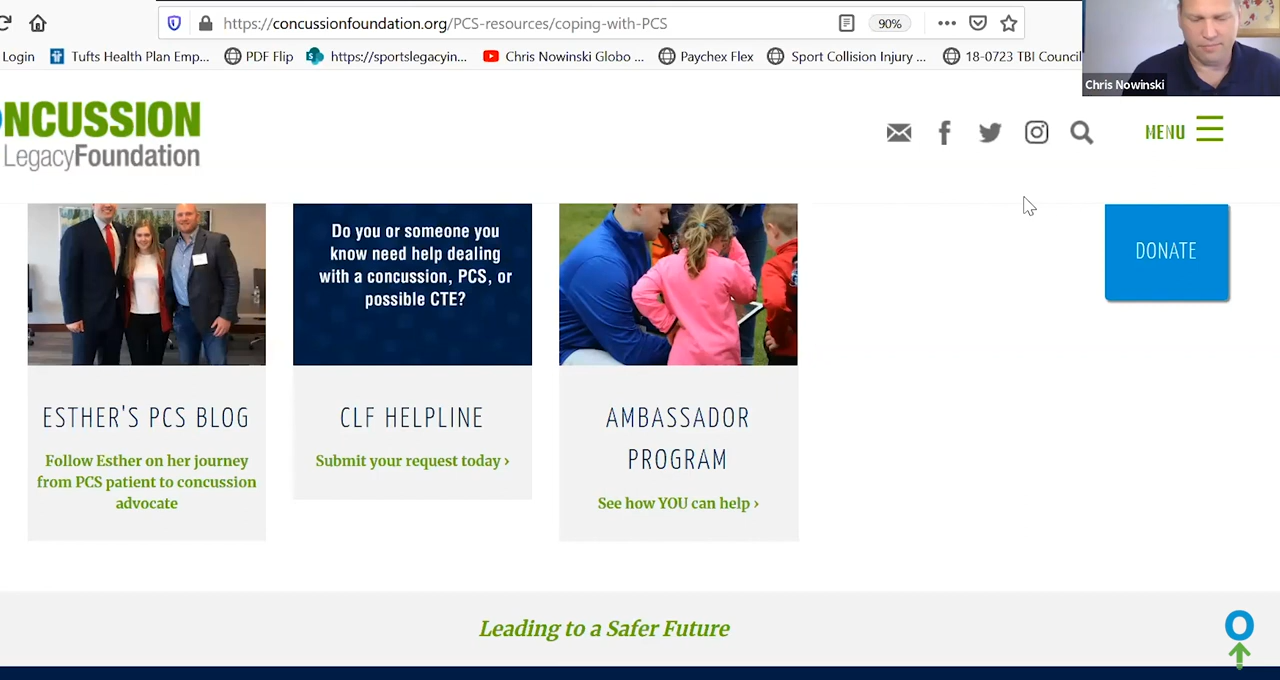 https://concussionfoundation.org/PCS-resources/coping-with-PCS
90%
Login
Tufts Health Plan Emp...
PDF Flip
https://sportslegacyin...
Chris Nowinski Globo ...
Paychex Flex
Sport Collision Injury ...
18-0723 TBI Council
Chris Nowinski
NCUSSION
LegacyFoundation
MENU
DONATE
Do you or someone you
know need help dealing
with a concussion, PCS, or
possible CTE?
ESTHER'S PCS BLOG
Follow Esther on her journey
from PCS patient to concussion
advocate
CLF HELPLINE
Submit your request today ›
AMBASSADOR
PROGRAM
See how YOU can help ›
Leading to a Safer Future